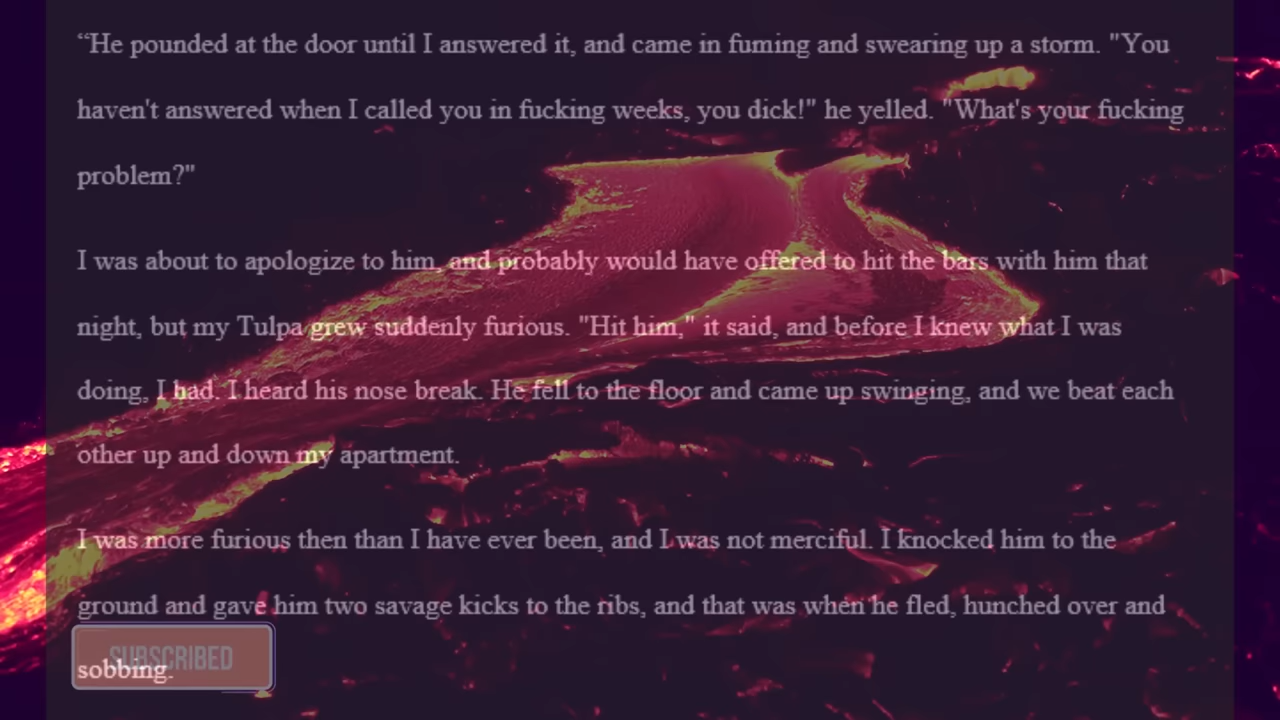 “He pounded at the door until I answered it, and came in fuming and swearing up a storm. "You
haven't answered when I called you in fucking weeks, you dick!" he yelled. "What's your fucking
problem?"
I was about to apologize to him, and probably would have offered to hit the bars with him that
night, but my Tulpa grew suddenly furious. "Hit him," it said, and before I knew what I was
doing, I had. I heard his nose break. He fell to the floor and came up swinging, and we beat each
other up and down my apartment.
I was more furious then than I have ever been, and I was not merciful. I knocked him to the
ground and gave him two savage kicks to the ribs, and that was when he fled, hunched over and
SUBSCRIBED
sobbing.